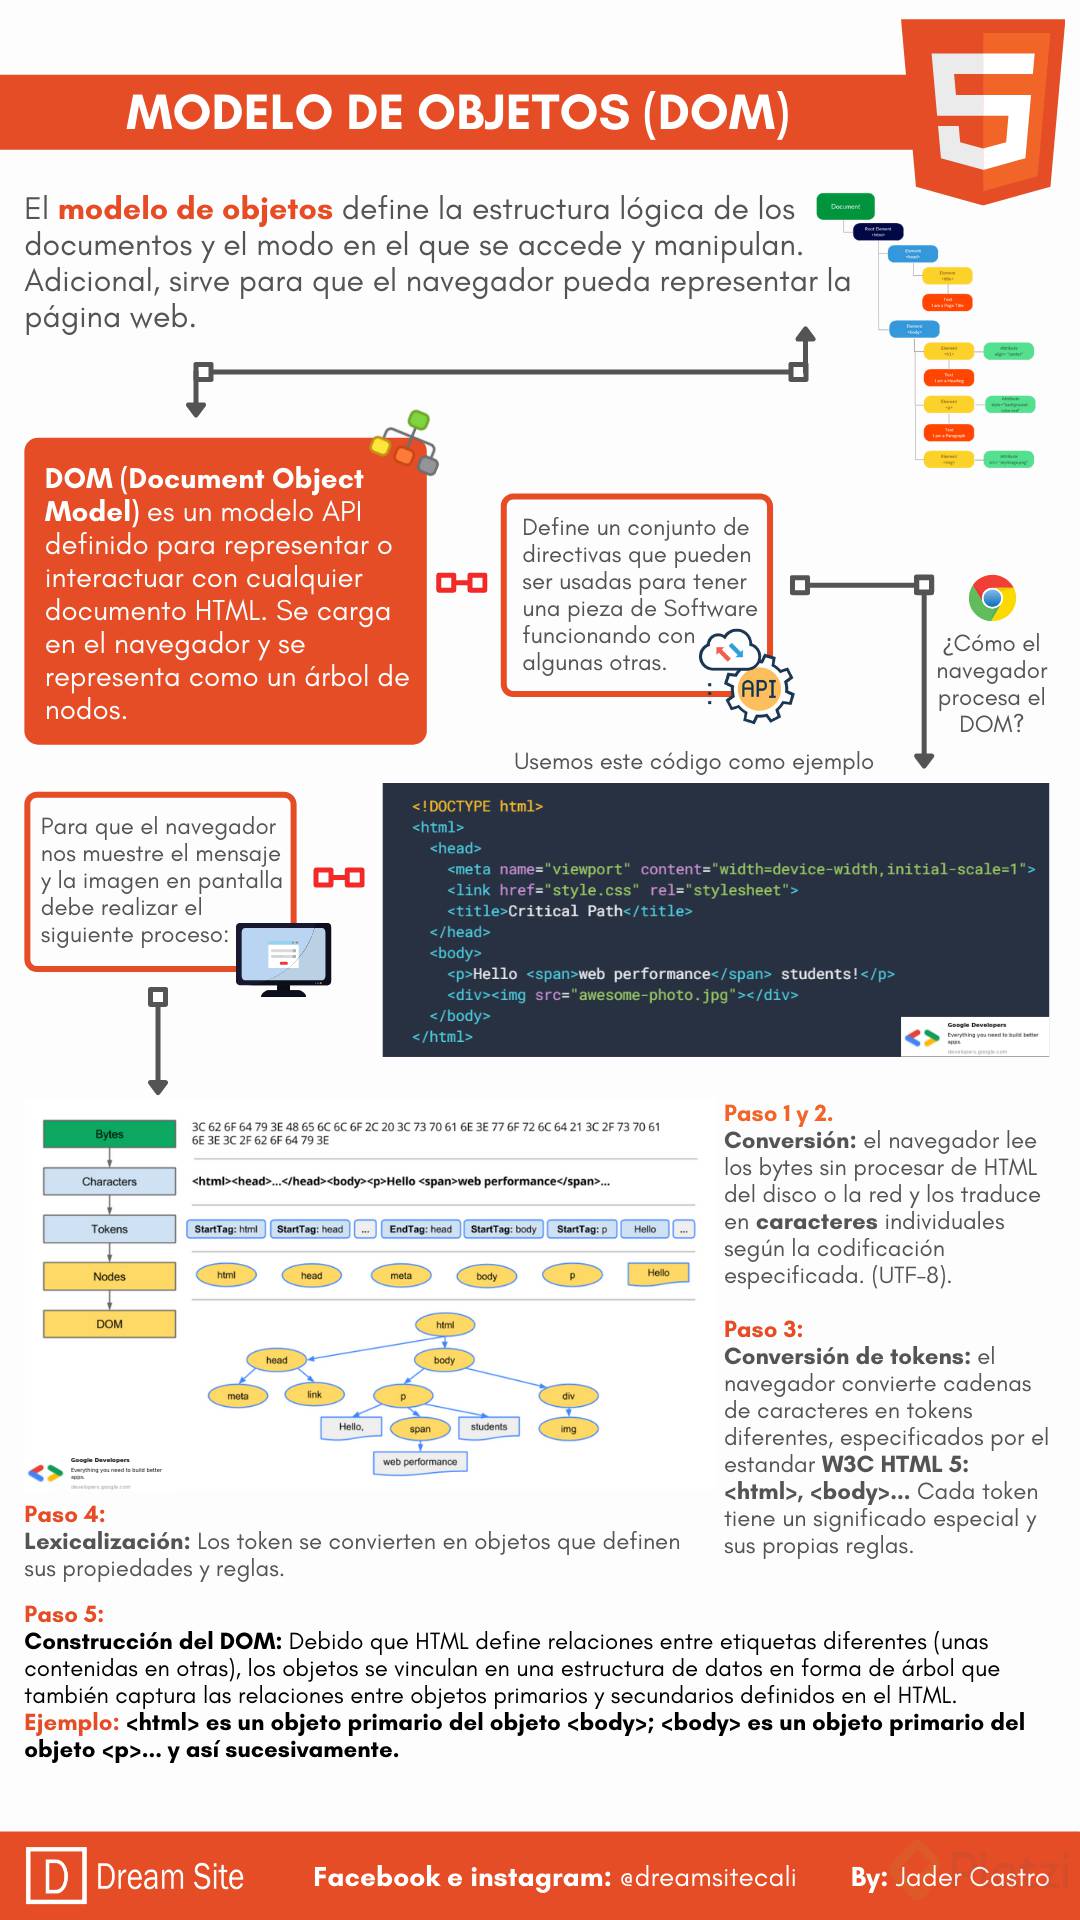 MODELO DE OBJETOS (DOM)
El modelo de objetos define la estructura lógica de los
documentos y el modo en el que se accede y manipulan.
Adicional, sirve para que el navegador pueda representar la
página web.
Document
Root Element
<html>
Element
<head>
Element
<title>
Text
I am a Page Title
Element
<body>
Element
<h1>
Attribute
align= "center"
Text
I am a Heading
Element
<p>
Attribute
Text
I am a Paragraph
Element
<img>
Attribute
DOM (Document Object
Model) es un modelo API
definido para representar o
interactuar con cualquier
documento HTML. Se carga
en el navegador y se
representa como un árbol de
nodos.
Define un conjunto de
directivas que pueden
ser usadas para tener
una pieza de Software
funcionando con
algunas otras.
API
¿Cómo el
navegador
procesa el
DOM?
Usemos este código como ejemplo
Para que el navegador
nos muestre el mensaje
y la imagen en pantalla
debe realizar el
siguiente proceso:
<!DOCTYPE html>
<html>
<head>
<meta name="viewport" content="width=device-width,initial-scale=1">
<link href="style.css" rel="stylesheet">
<title>Critical Path</title>
</head>
<body>
<p>Hello <span>web performance</span> students!</p>
<div><img src="awesome-photo.jpg"></div>
</body>
</html>
Google Developers
Everything you need to build better
apps.
developers.google.com
Bytes
3C 62 6F 64 79 3E 48 65 6C 6C 6F 2C 20 3C 73 70 61 6E 3E 77 6F 72 6C 64 21 3C 2F 73 70 61
6E 3E 3C 2F 62 6F 64 79 3E
Characters
<html><head>...</head><body><p>Hello <span>web performance</span>...
Tokens
StartTag: html StartTag: head ... EndTag: head StartTag: body StartTag: p Hello ...
Nodes
html head meta body p Hello
DOM
html
head body
meta link p div
Hello, span students img
web performance
Google Developers
Everything you need to build better
apps.
developers.google.com
Paso 1 y 2.
Conversión: el navegador lee
los bytes sin procesar de HTML
del disco o la red y los traduce
en caracteres individuales
según la codificación
especificada. (UTF-8).
Paso 3:
Conversión de tokens: el
navegador convierte cadenas
de caracteres en tokens
diferentes, especificados por el
estandar W3C HTML 5:
<html>, <body>... Cada token
tiene un significado especial y
sus propias reglas.
Paso 4:
Lexicalización: Los token se convierten en objetos que definen
sus propiedades y reglas.
Paso 5:
Construcción del DOM: Debido que HTML define relaciones entre etiquetas diferentes (unas
contenidas en otras), los objetos se vinculan en una estructura de datos en forma de árbol que
también captura las relaciones entre objetos primarios y secundarios definidos en el HTML.
Ejemplo: <html> es un objeto primario del objeto <body>; <body> es un objeto primario del
objeto <p>... y así sucesivamente.
D Dream Site
Facebook e instagram: @dreamsitecali
By: Jader Castro